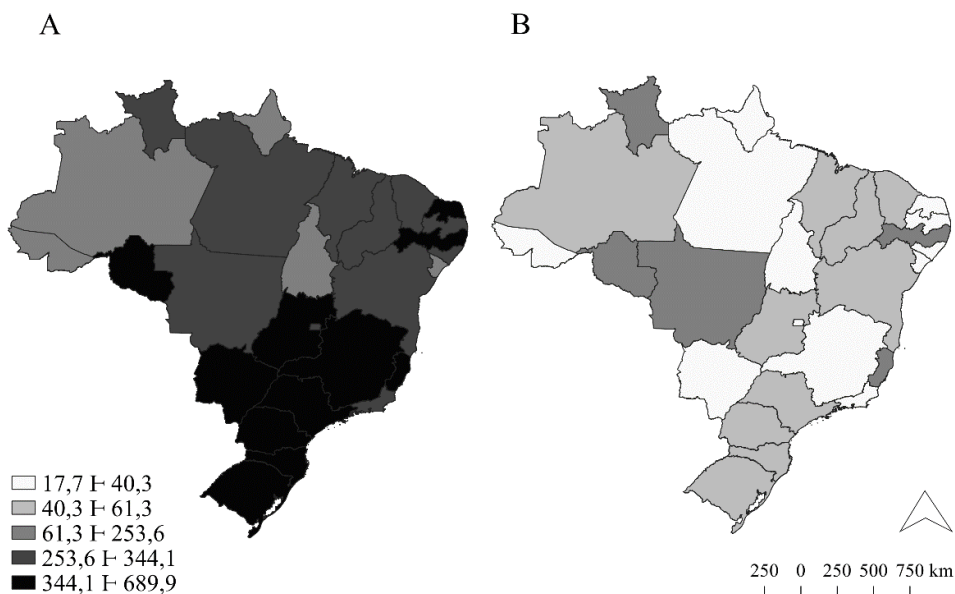 A
B
17,7 ⊢ 40,3
40,3 ⊢ 61,3
61,3 ⊢ 253,6
253,6 ⊢ 344,1
344,1 ⊢ 689,9
250 0 250 500 750 km